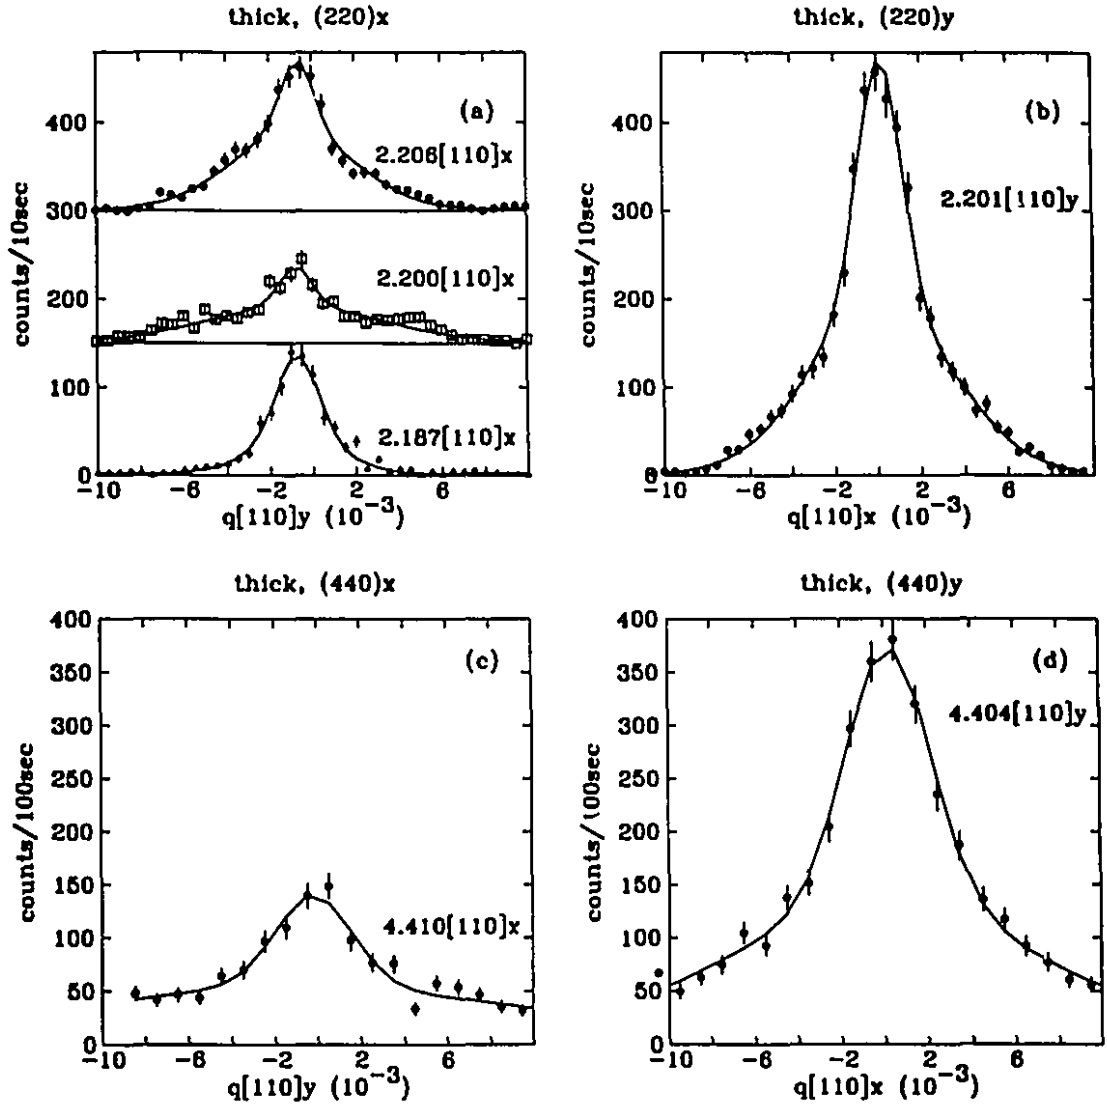 thick, (220)x
(a)
2.206[110]x
2.200[110]x
2.187[110]x
400
300
200
100
0
counts/10sec
-10 -6 -2 2 6
q[110]y (10⁻³)
thick, (220)y
(b)
2.201[110]y
400
300
200
100
0
counts/10sec
-10 -6 -2 2 6
q[110]x (10⁻³)
thick, (440)x
(c)
4.410[110]x
400
350
300
250
200
150
100
50
0
counts/100sec
-10 -6 -2 2 6
q[110]y (10⁻³)
thick, (440)y
(d)
4.404[110]y
400
350
300
250
200
150
100
50
0
counts/100sec
-10 -6 -2 2 6
q[110]x (10⁻³)